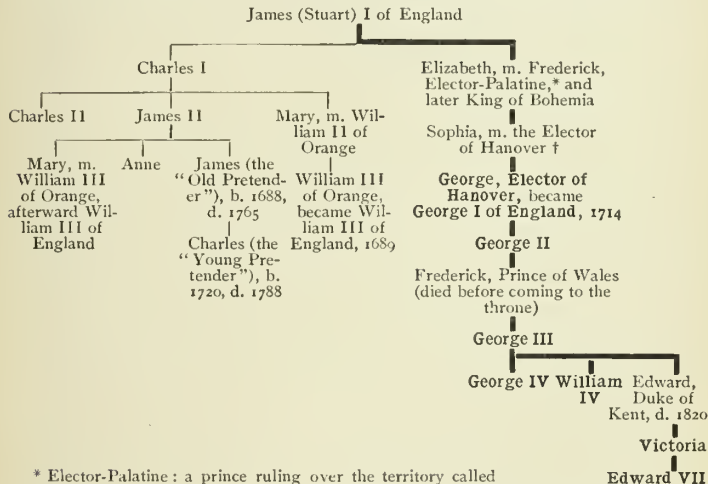 James (Stuart) I of England
Charles I
Elizabeth, m. Frederick,
Elector-Palatine,* and
later King of Bohemia
Charles II
James II
Mary, m. Wil-
liam II of
Orange
Sophia, m. the Elector
of Hanover †
Mary, m.
William III
of Orange,
afterward Wil-
liam III of
England
Anne
James (the
"Old Pretend-
er"), b. 1688,
d. 1765
Charles (the
"Young Pre-
tender"), b.
1720, d. 1788
William III
of Orange,
became Wil-
liam III of
England, 1689
George, Elector of
Hanover, became
George I of England, 1714
George II
Frederick, Prince of Wales
(died before coming to the
throne)
George III
George IV
William
IV
Edward,
Duke of
Kent, d. 1820
Victoria
Edward VII
* Elector-Palatine: a prince ruling over the territory called